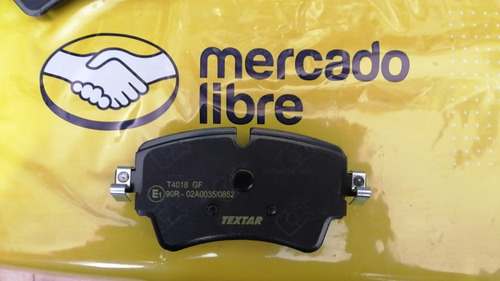 mercado
libre
T4018 GF
E1 90R - 02A0035/0852
TEXTAR